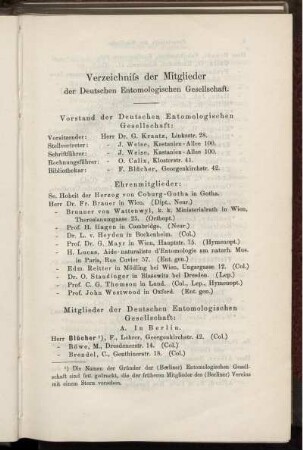 Verzeichniſs der Mitglieder
der Deutschen Entomologischen Gesellschaft.
Vorstand der Deutschen Entomologischen
Gesellschaft:
Vorsitzender: Herr Dr. G. Kraatz, Linkstr. 28.
Stellvertreter: - J. Weise, Kastanien-Allee 100.
Schriftführer: - J. Weise, Kastanien-Allee 100.
Rechnungsführer: - O. Calix, Klosterstr. 41.
Bibliothekar: - F. Blücher, Georgenkirchstr. 42.
Ehrenmitglieder:
Se. Hoheit der Herzog von Coburg-Gotha in Gotha.
Herr Dr. Fr. Brauer in Wien. (Dipt., Neur.)
- Brunner von Wattenwyl, k. k. Ministerialrath in Wien,
Theresianumgasse 25. (Orthopt.)
- Prof. H. Hagen in Cambridge. (Neur.)
- Dr. L. v. Heyden in Bockenheim. (Col.)
- Prof. Dr. G. Mayr in Wien, Hauptstr. 75. (Hymenopt.)
- H. Lucas, Aide-naturaliste d'Entomologie am naturh. Mus.
in Paris, Rue Cuvier 57. (Ent. gen.)
- Edm. Reitter in Mödling bei Wien, Ungergasse 12. (Col.)
- Dr. O. Staudinger in Blasewitz bei Dresden. (Lep.)
- Prof. C. G. Thomson in Lund. (Col., Lep., Hymenopt.)
- Prof. John Westwood in Oxford. (Ent. gen.)
Mitglieder der Deutschen Entomologischen
Gesellschaft:
A. In Berlin.
Herr Blücher ¹), F., Lehrer, Georgenkirchstr. 42. (Col.)
- Böwe, M., Dresdenerstr. 14. (Col.)
- Brendel, C., Genthinerstr. 18. (Col.)
¹) Die Namen der Gründer der (Berliner) Entomologischen Gesell-
schaft sind fett gedruckt, die der früheren Mitglieder des (Berliner) Vereins
mit einem Stern versehen.